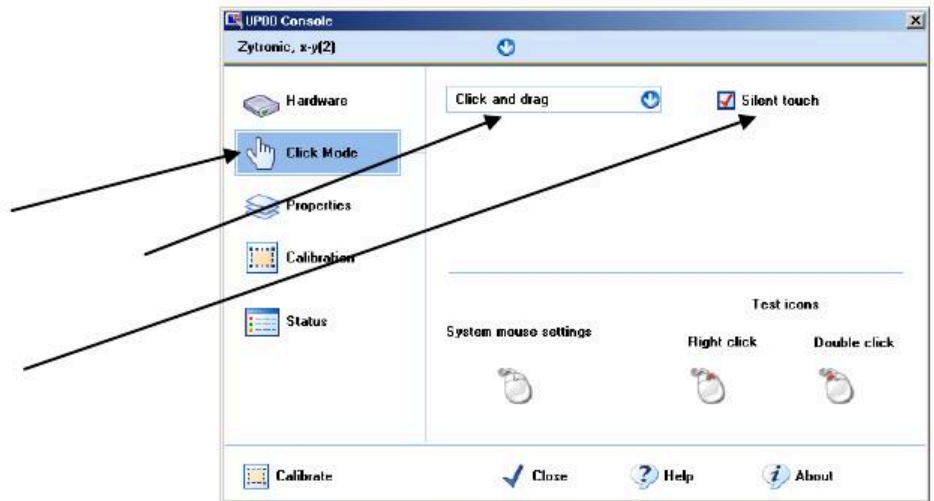 UPDD Console
Zytronic, x-y(2)
Hardware
Click Mode
Properties
Calibration
Status
Click and drag
Silent touch
Test icons
System mouse settings
Right click
Double click
Calibrate
Close
Help
About